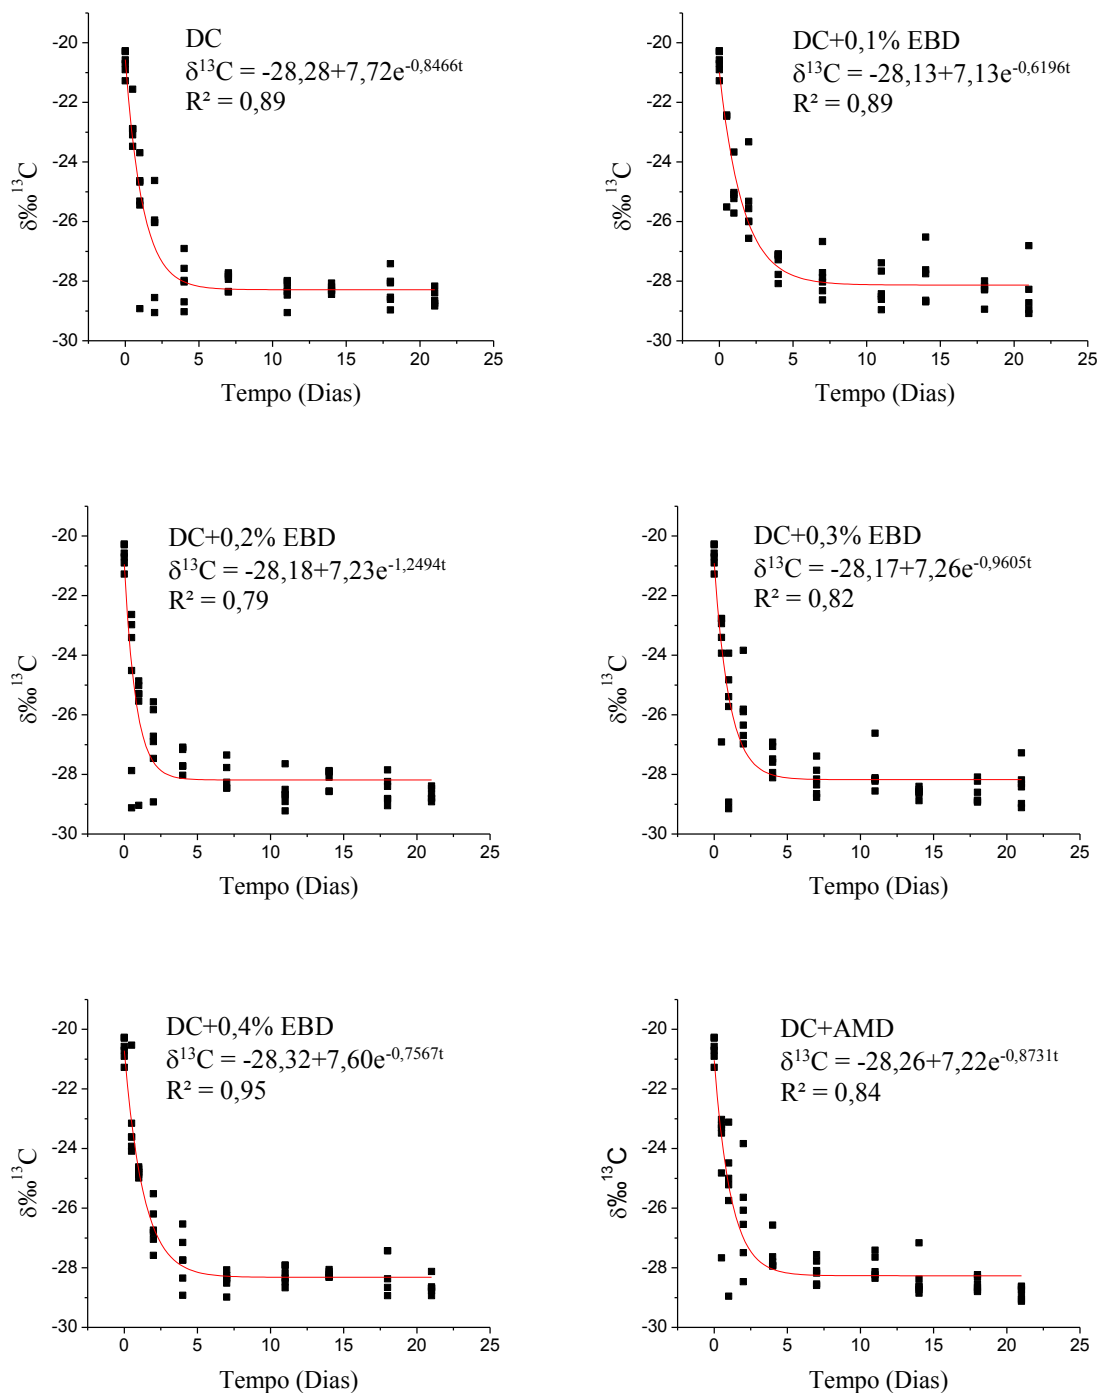 DC
δ¹³C = -28,28+7,72e⁻⁰,⁸⁴⁶⁶ᵗ
R² = 0,89
-20
-22
-24
-26
-28
-30
δ‰¹³C
0 5 10 15 20 25
Tempo (Dias)
DC+0,1% EBD
δ¹³C = -28,13+7,13e⁻⁰,⁶¹⁹⁶ᵗ
R² = 0,89
-20
-22
-24
-26
-28
-30
δ‰¹³C
0 5 10 15 20 25
Tempo (Dias)
DC+0,2% EBD
δ¹³C = -28,18+7,23e⁻¹,²⁴⁹⁴ᵗ
R² = 0,79
-20
-22
-24
-26
-28
-30
δ‰¹³C
0 5 10 15 20 25
Tempo (Dias)
DC+0,3% EBD
δ¹³C = -28,17+7,26e⁻⁰,⁹⁶⁰⁵ᵗ
R² = 0,82
-20
-22
-24
-26
-28
-30
δ‰¹³C
0 5 10 15 20 25
Tempo (Dias)
DC+0,4% EBD
δ¹³C = -28,32+7,60e⁻⁰,⁷⁵⁶⁷ᵗ
R² = 0,95
-20
-22
-24
-26
-28
-30
δ‰¹³C
0 5 10 15 20 25
Tempo (Dias)
DC+AMD
δ¹³C = -28,26+7,22e⁻⁰,⁸⁷³¹ᵗ
R² = 0,84
-20
-22
-24
-26
-28
-30
δ‰¹³C
0 5 10 15 20 25
Tempo (Dias)